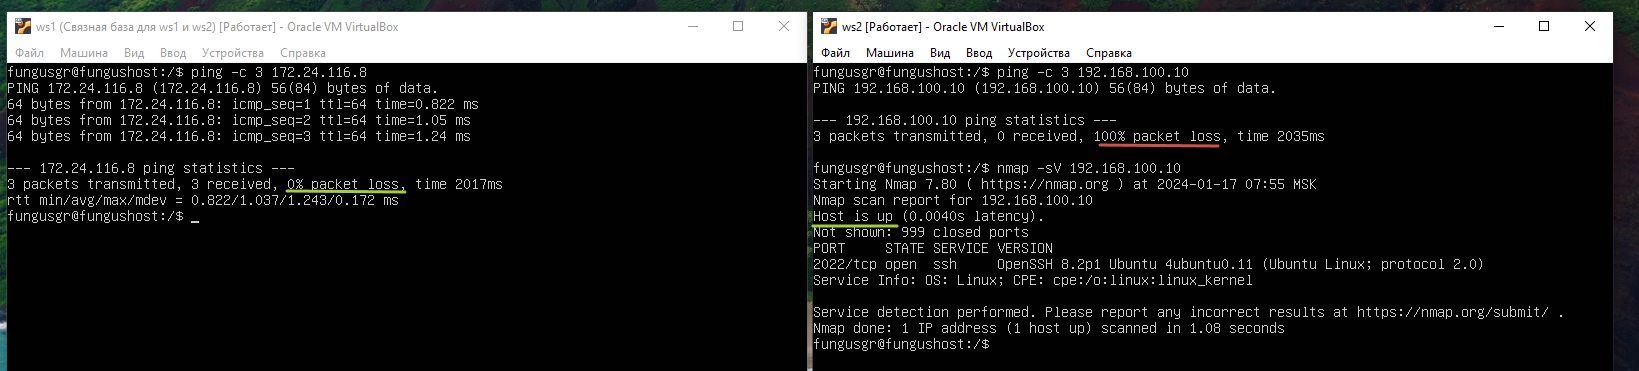 ws1 (Связная база для ws1 и ws2) [Работает] - Oracle VM VirtualBox
Файл Машина Вид Ввод Устройства Справка
fungusgr@fungushost:/$ ping -c 3 172.24.116.8
PING 172.24.116.8 (172.24.116.8) 56(84) bytes of data.
64 bytes from 172.24.116.8: icmp_seq=1 ttl=64 time=0.822 ms
64 bytes from 172.24.116.8: icmp_seq=2 ttl=64 time=1.05 ms
64 bytes from 172.24.116.8: icmp_seq=3 ttl=64 time=1.24 ms
--- 172.24.116.8 ping statistics ---
3 packets transmitted, 3 received, 0% packet loss, time 2017ms
rtt min/avg/max/mdev = 0.822/1.037/1.243/0.172 ms
fungusgr@fungushost:/$ _
ws2 [Работает] - Oracle VM VirtualBox
Файл Машина Вид Ввод Устройства Справка
fungusgr@fungushost:/$ ping -c 3 192.168.100.10
PING 192.168.100.10 (192.168.100.10) 56(84) bytes of data.
--- 192.168.100.10 ping statistics ---
3 packets transmitted, 0 received, 100% packet loss, time 2035ms
fungusgr@fungushost:/$ nmap -sV 192.168.100.10
Starting Nmap 7.80 ( https://nmap.org ) at 2024-01-17 07:55 MSK
Nmap scan report for 192.168.100.10
Host is up (0.0040s latency).
Not shown: 999 closed ports
PORT STATE SERVICE VERSION
2022/tcp open ssh OpenSSH 8.2p1 Ubuntu 4ubuntu0.11 (Ubuntu Linux; protocol 2.0)
Service Info: OS: Linux; CPE: cpe:/o:linux:linux_kernel
Service detection performed. Please report any incorrect results at https://nmap.org/submit/ .
Nmap done: 1 IP address (1 host up) scanned in 1.08 seconds
fungusgr@fungushost:/$